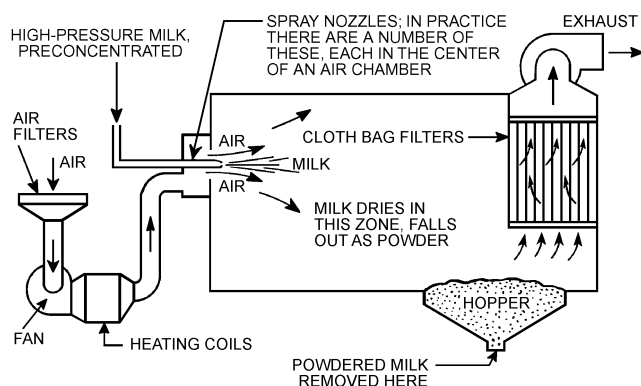 HIGH-PRESSURE MILK,
PRECONCENTRATED
SPRAY NOZZLES; IN PRACTICE
THERE ARE A NUMBER OF
THESE, EACH IN THE CENTER
OF AN AIR CHAMBER
EXHAUST
AIR
FILTERS
AIR
AIR
MILK
AIR
CLOTH BAG FILTERS
MILK DRIES IN
THIS ZONE, FALLS
OUT AS POWDER
FAN
HEATING COILS
HOPPER
POWDERED MILK
REMOVED HERE